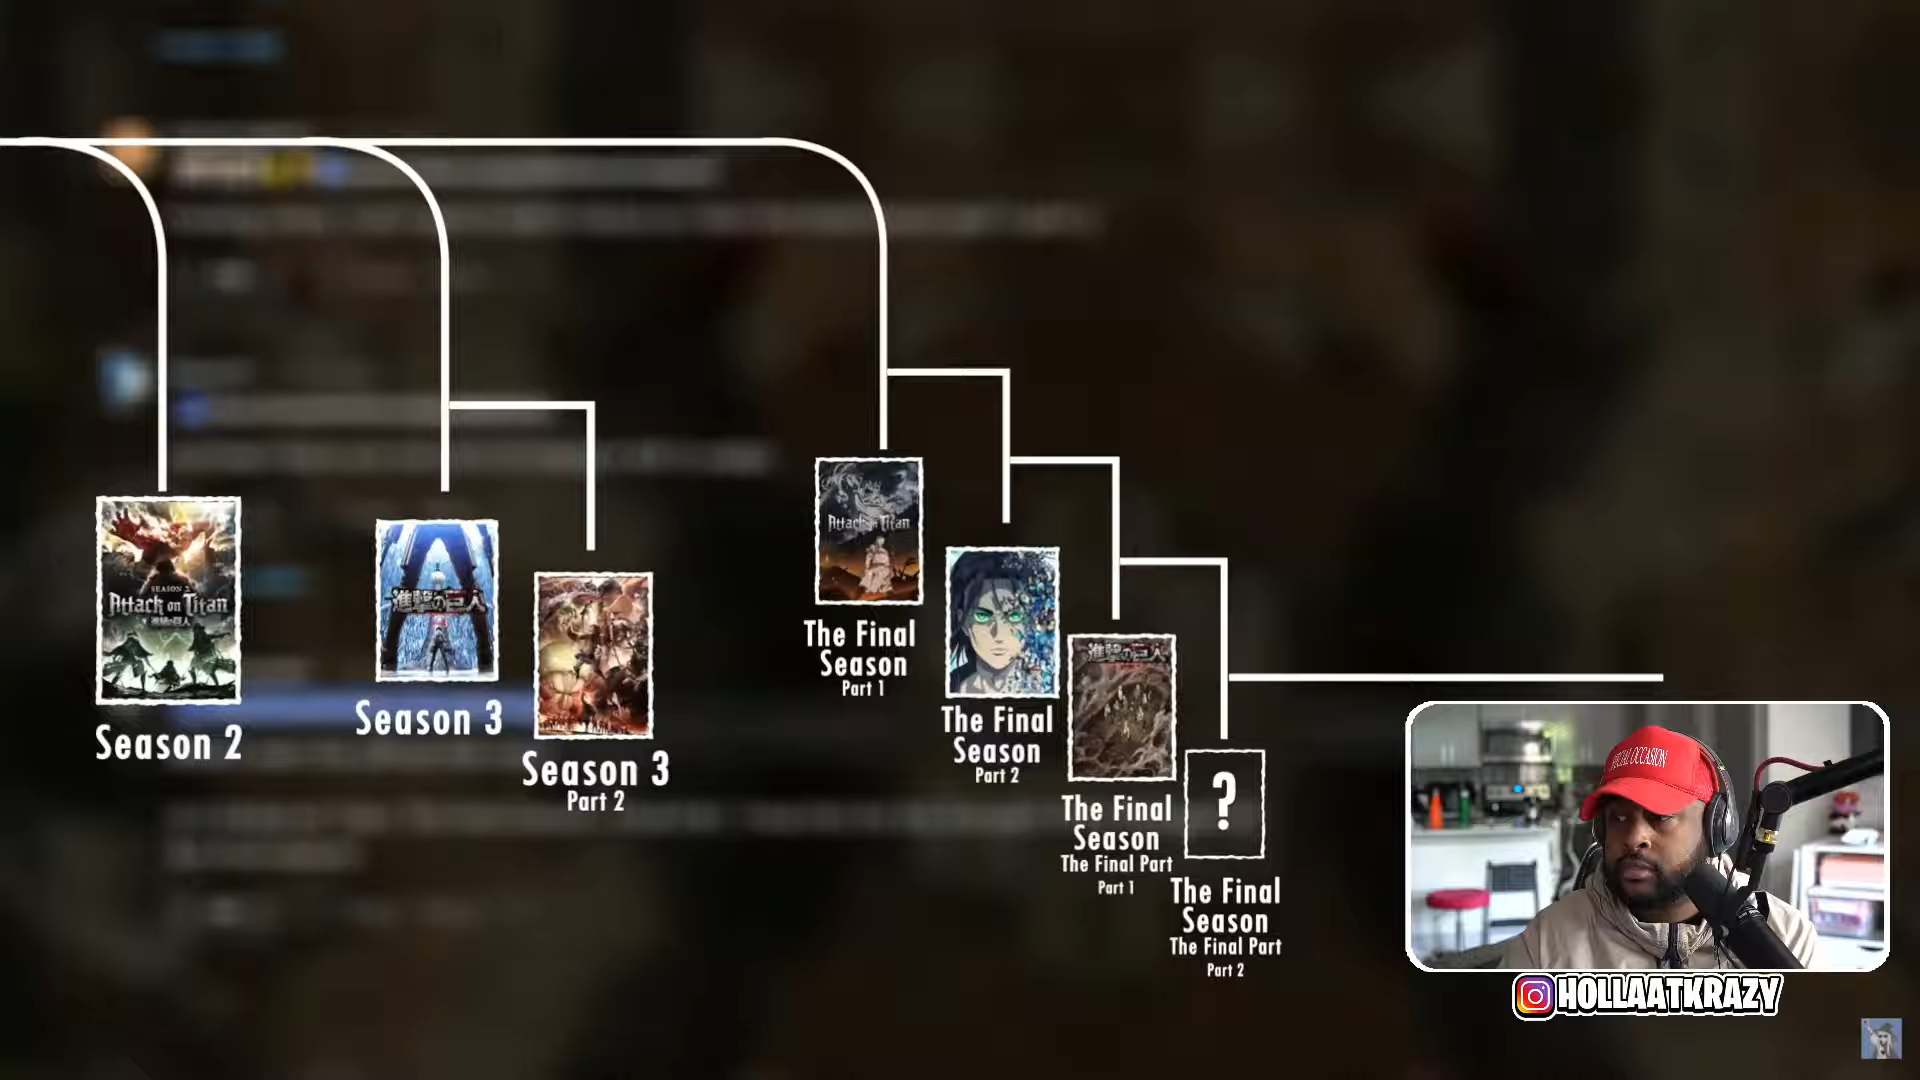 SEASON 2
Attack on Titan
進撃の巨人
Season 2
進撃の巨人
Season 3
Season 3
Part 2
Attack on Titan
The Final
Season
Part 1
The Final
Season
Part 2
進撃の巨人
The Final
Season
The Final Part
Part 1
?
The Final
Season
The Final Part
Part 2
SPECIAL OCCASION
HOLLAATKRAZY